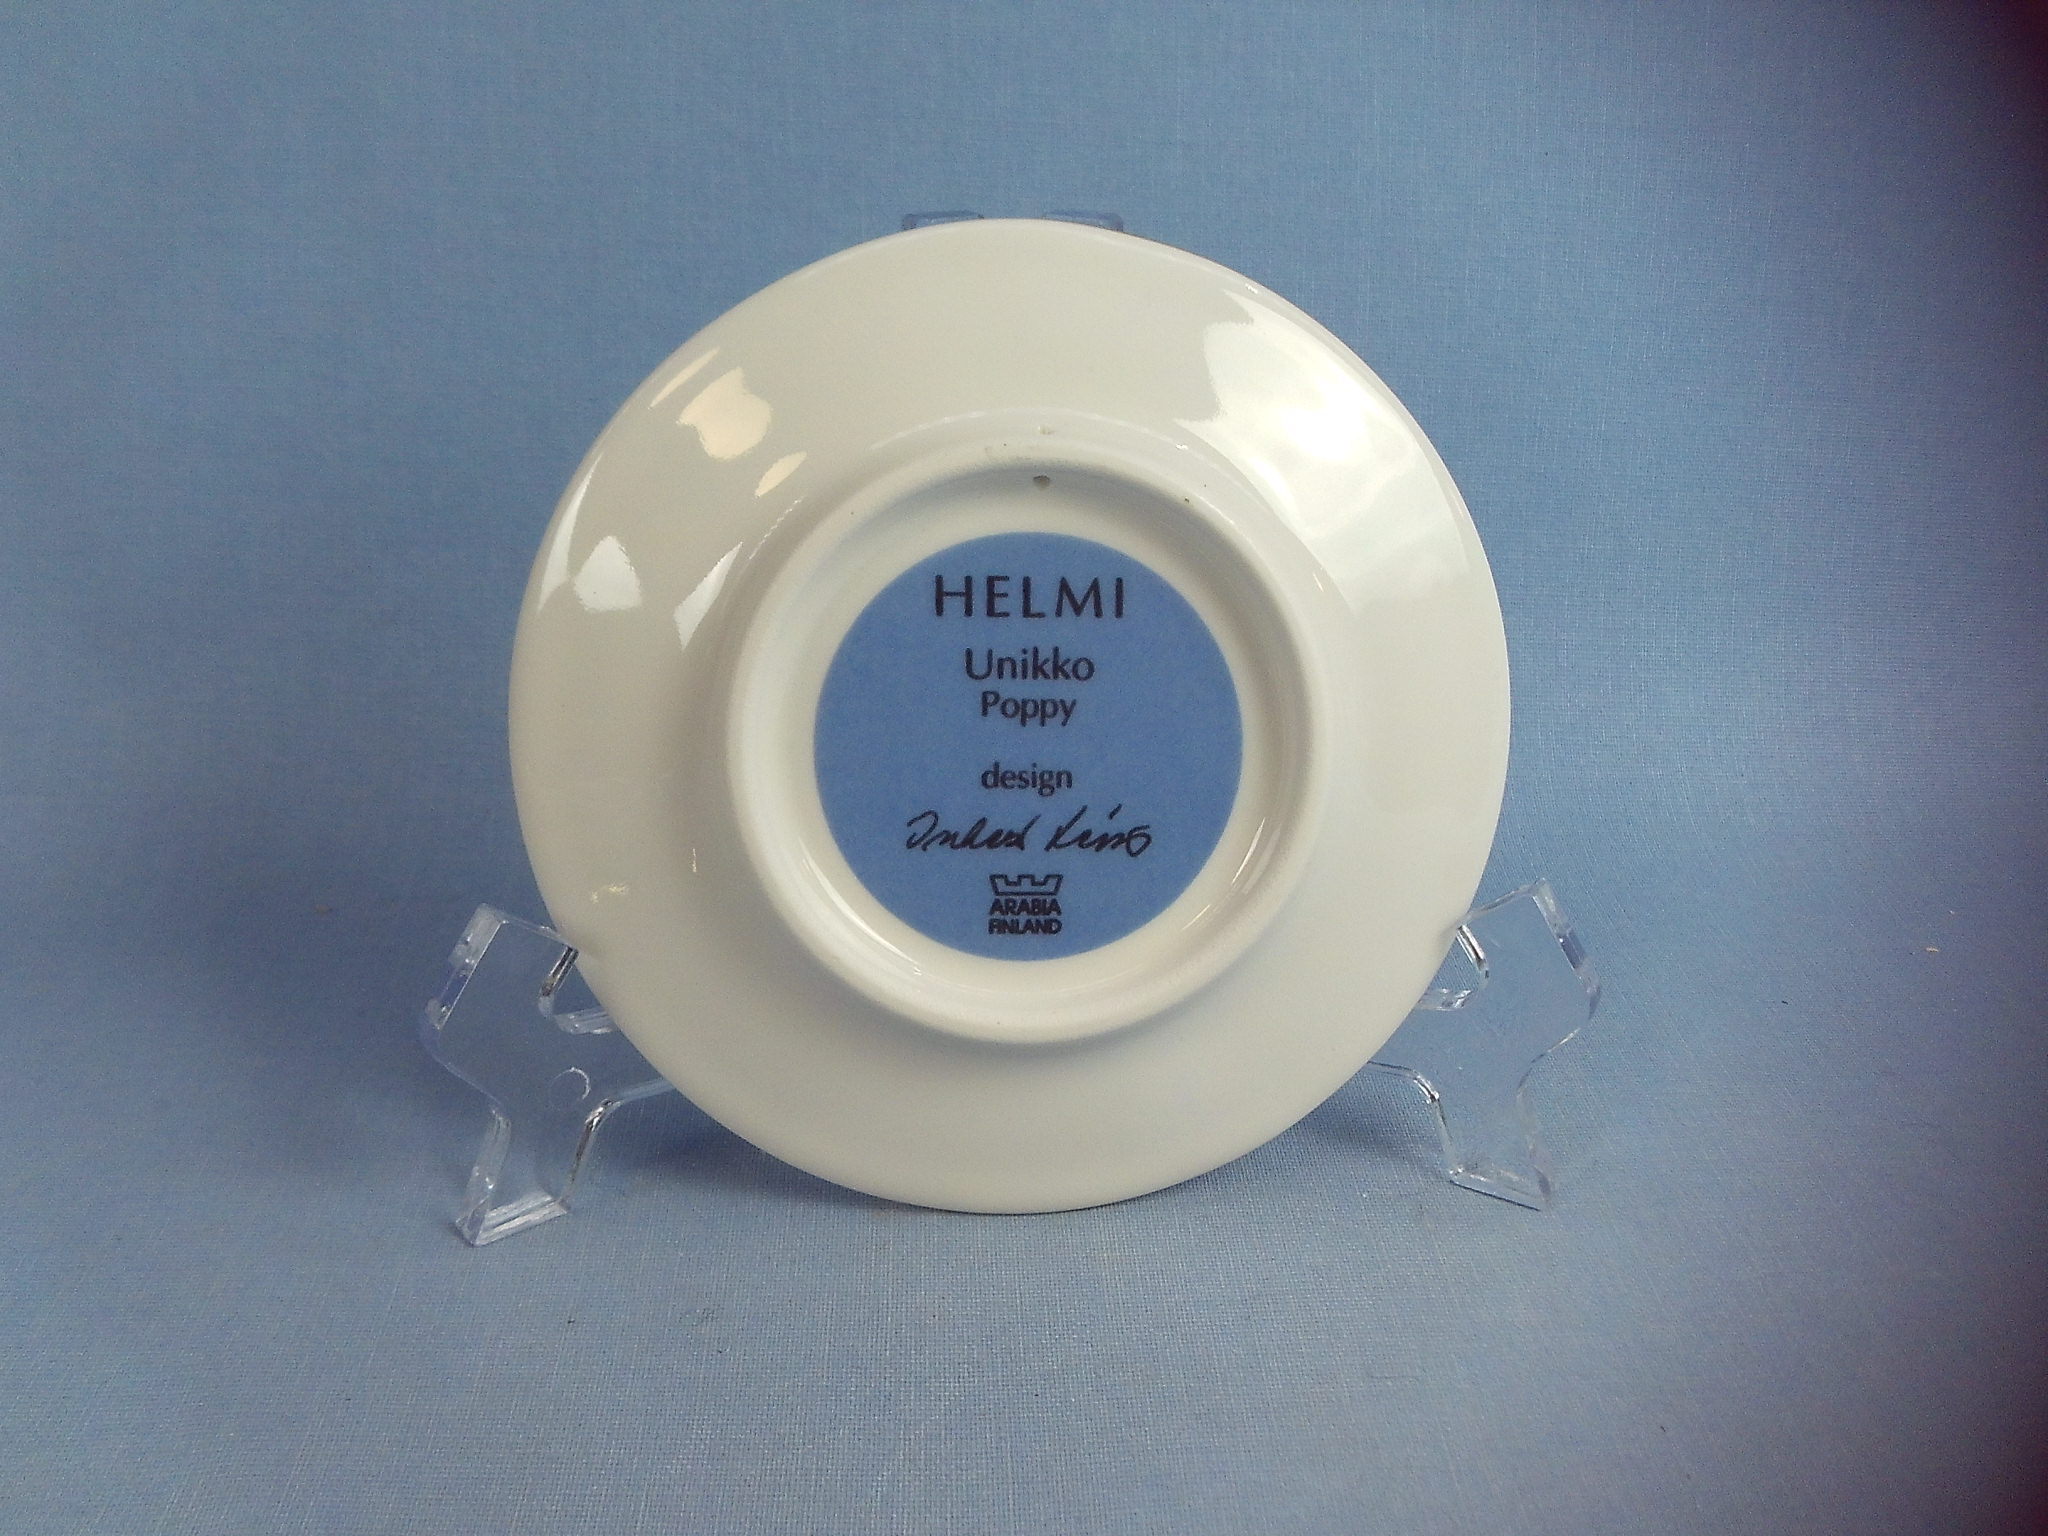 HELMI
Unikko
Poppy
design
ARABIA
FINLAND